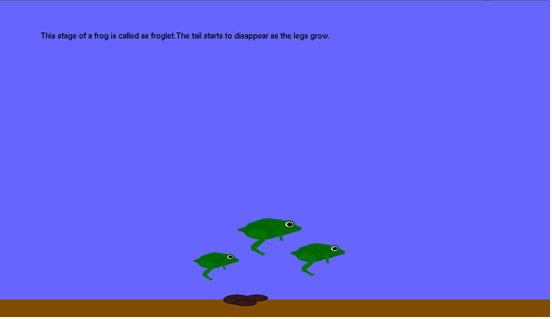 This stage of a frog is called as froglet.The tail starts to disappear as the legs grow.